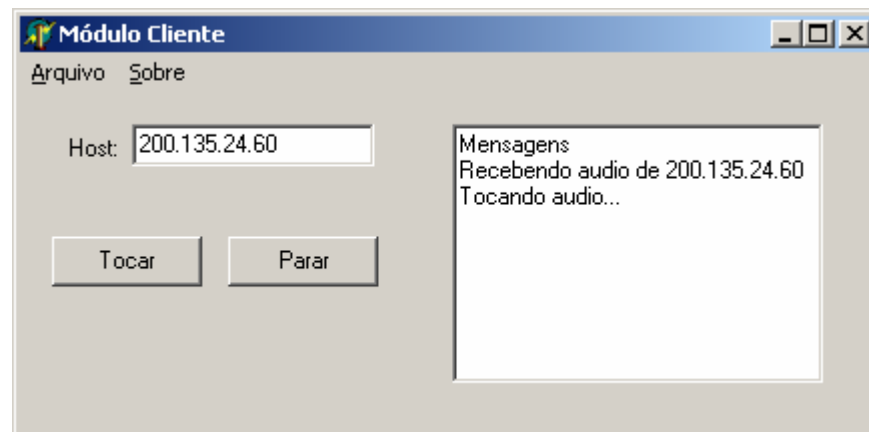 Módulo Cliente
Arquivo Sobre
Host: 200.135.24.60
Tocar Parar
Mensagens
Recebendo audio de 200.135.24.60
Tocando audio...